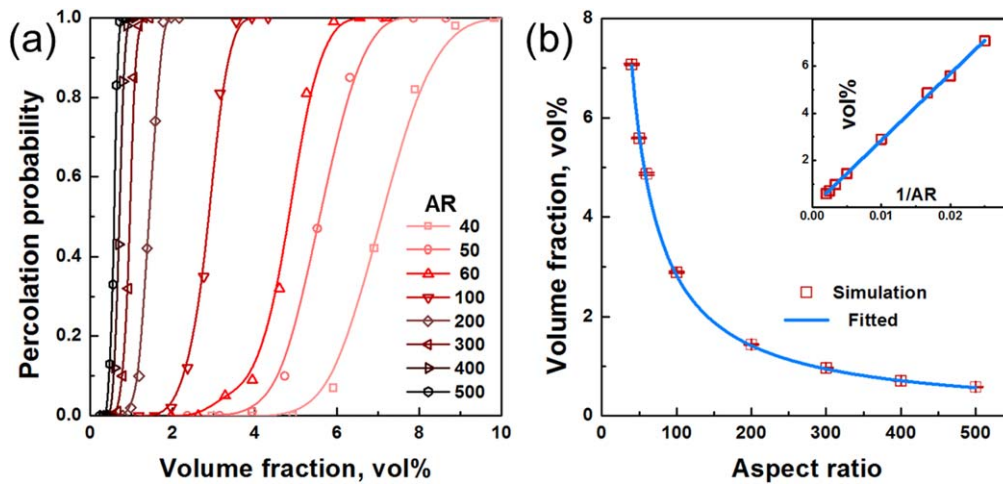 (a)
Percolation probability
1.0
0.8
0.6
0.4
0.2
0.0
AR
40
50
60
100
200
300
400
500
0 2 4 6 8 10
Volume fraction, vol%
(b)
Volume fraction, vol%
8
6
4
2
0
vol%
6
4
2
0.00 0.01 0.02
1/AR
Simulation
Fitted
0 100 200 300 400 500
Aspect ratio